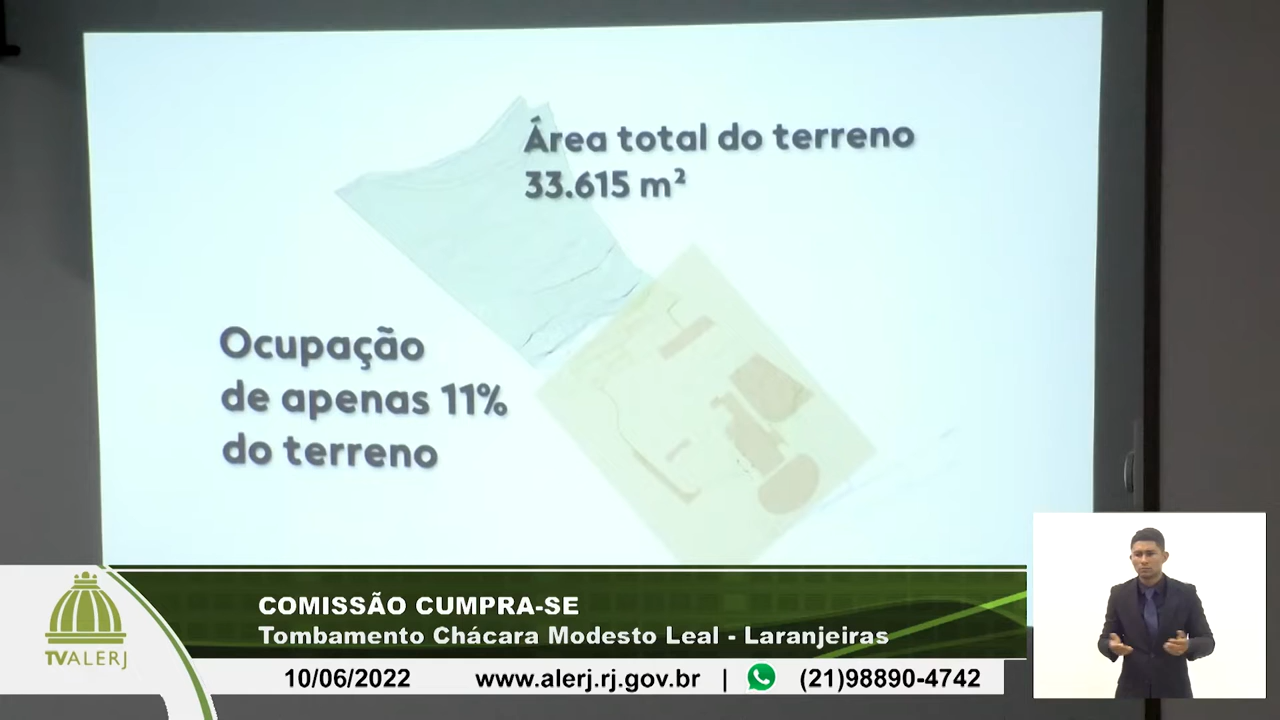 Área total do terreno
33.615 m²
Ocupação
de apenas 11%
do terreno
COMISSÃO CUMPRA-SE
Tombamento Chácara Modesto Leal - Laranjeiras
TVALERJ
10/06/2022 www.alerj.rj.gov.br | (21)98890-4742